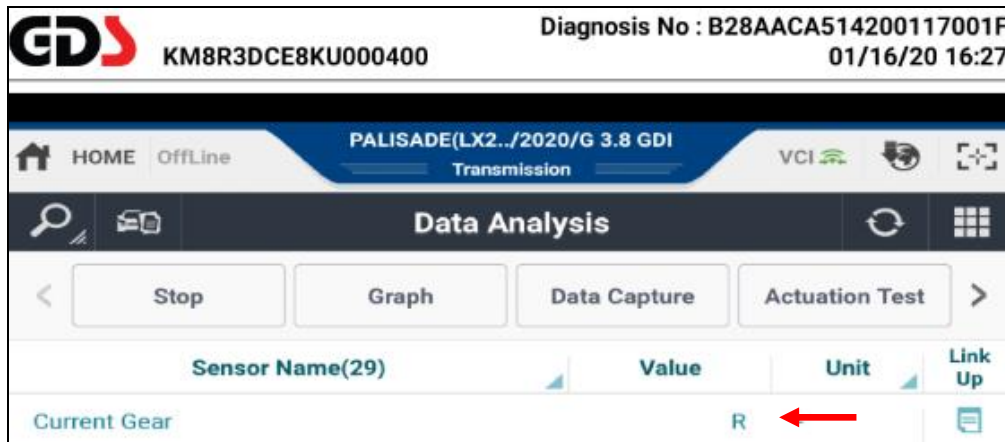 GDS
Diagnosis No : B28AACA514200117001F
KM8R3DCE8KU000400
01/16/20 16:27
HOME OffLine
PALISADE(LX2../2020/G 3.8 GDI
Transmission
VCI
Data Analysis
Stop
Graph
Data Capture
Actuation Test
Sensor Name(29)
Value
Unit
Link
Up
Current Gear
R
-